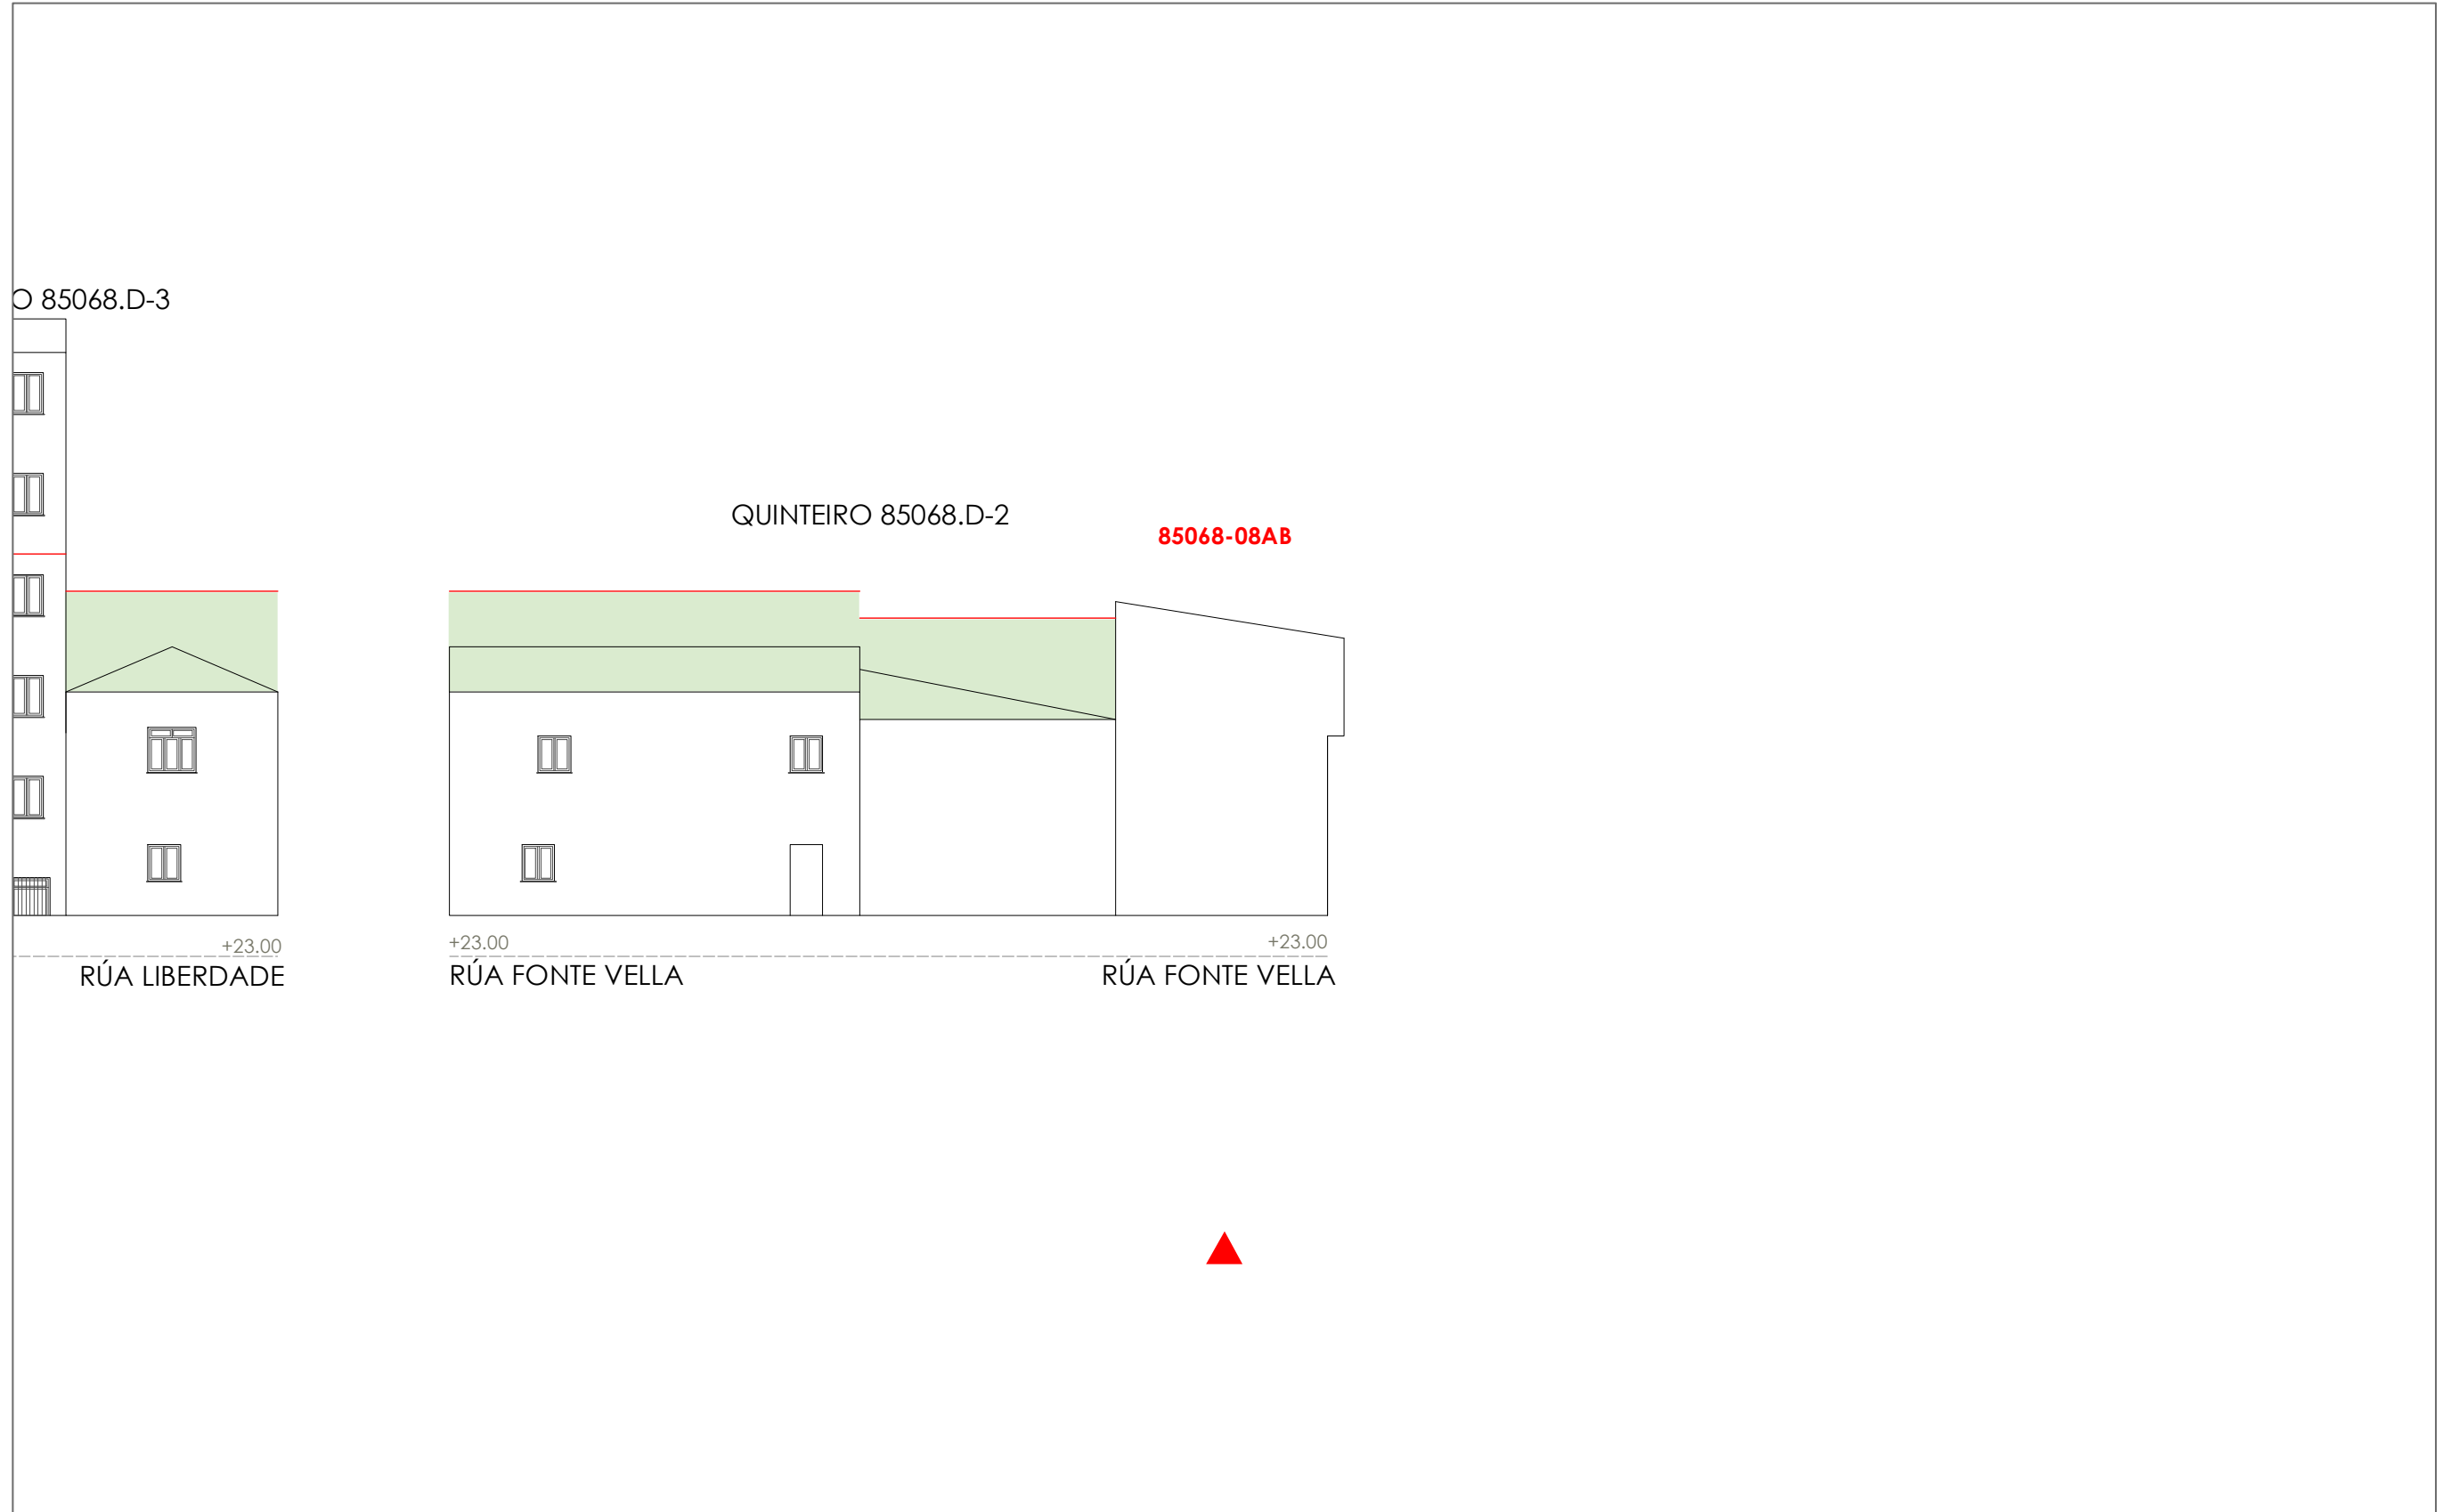 O 85068.D-3
QUINTEIRO 85068.D-2
85068-08AB
+23.00
RÚA LIBERDADE
+23.00
+23.00
RÚA FONTE VELLA
RÚA FONTE VELLA